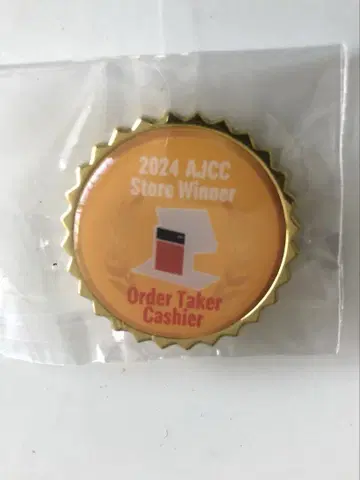 2024 AJCC
Store Winner
Order Taker
Cashier